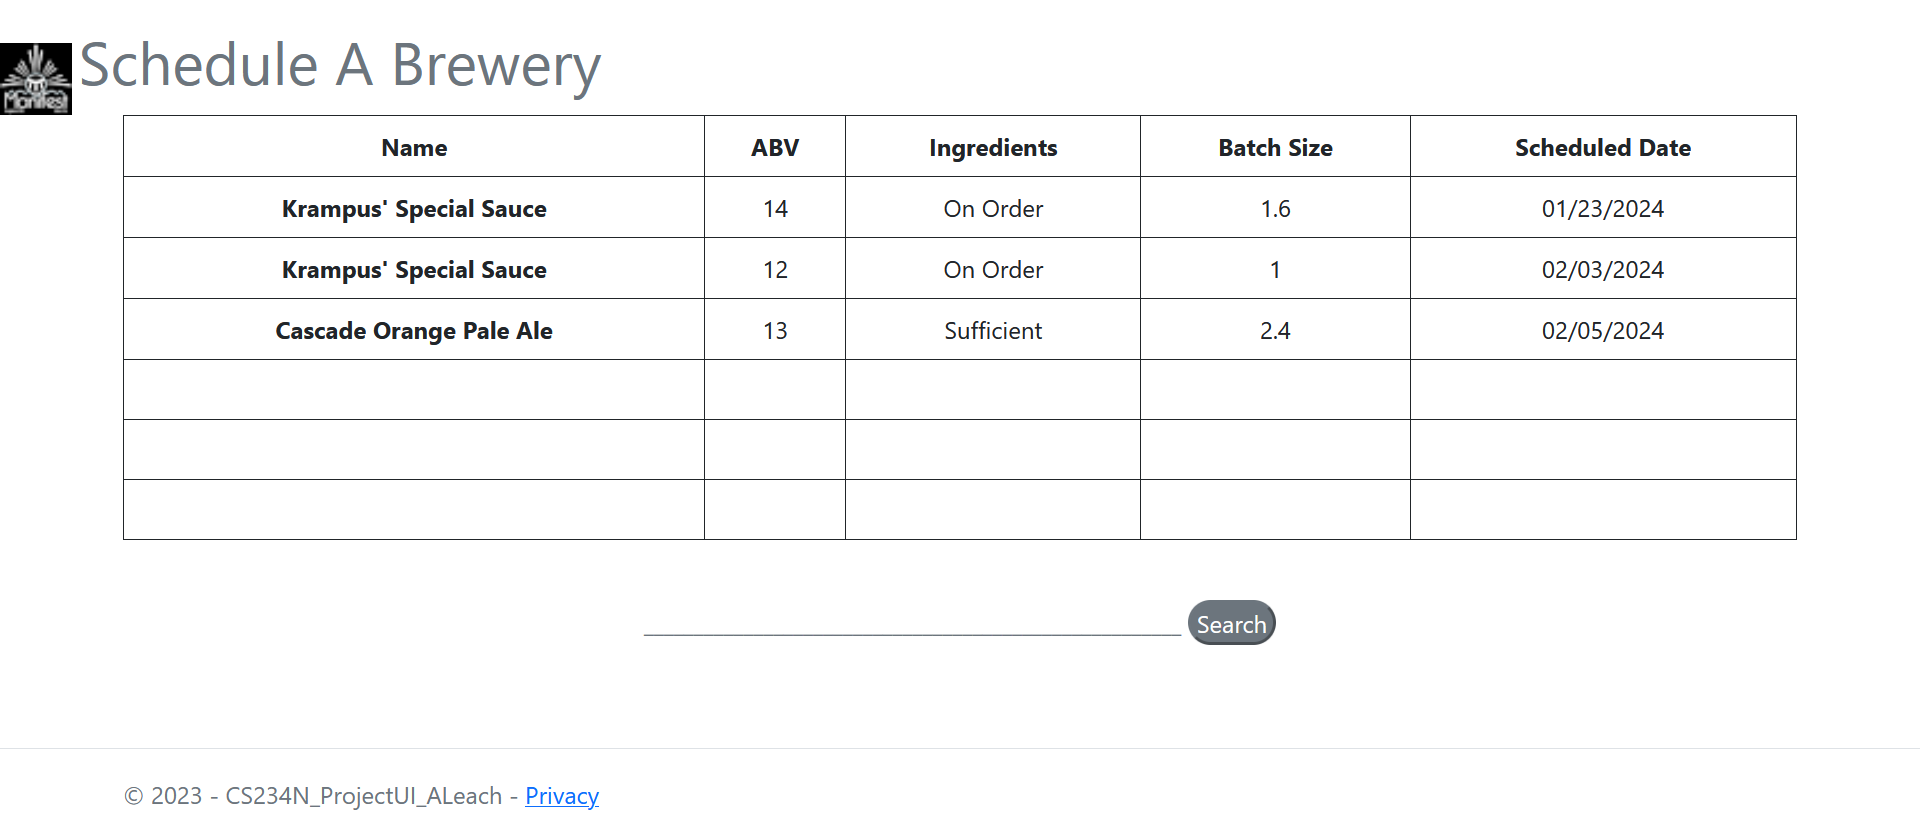 Manifest
Schedule A Brewery
Name ABV Ingredients Batch Size Scheduled Date
Krampus' Special Sauce 14 On Order 1.6 01/23/2024
Krampus' Special Sauce 12 On Order 1 02/03/2024
Cascade Orange Pale Ale 13 Sufficient 2.4 02/05/2024
Search
© 2023 - CS234N_ProjectUI_ALeach - Privacy